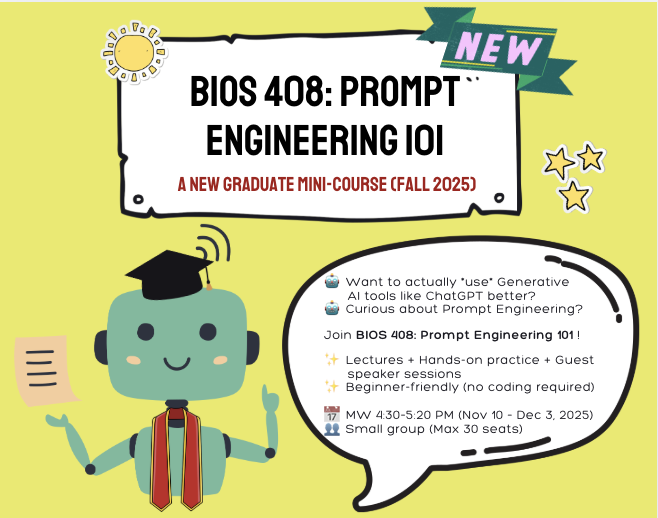 NEW
BIOS 408: PROMPT
ENGINEERING 101
A NEW GRADUATE MINI-COURSE (FALL 2025)
Want to actually *use* Generative
AI tools like ChatGPT better?
Curious about Prompt Engineering?
Join BIOS 408: Prompt Engineering 101 !
Lectures + Hands-on practice + Guest
speaker sessions
Beginner-friendly (no coding required)
MW 4:30-5:20 PM (Nov 10 - Dec 3, 2025)
Small group (Max 30 seats)